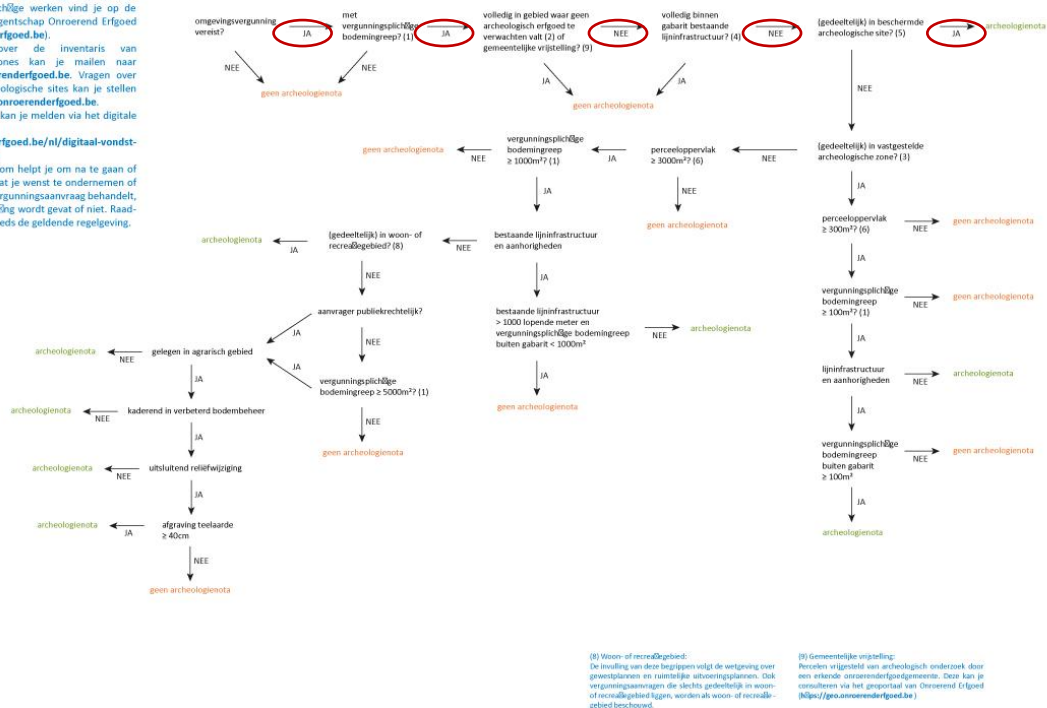 werken vind je op de
gentschap Onroerend Erfgoed
rfgoed.be).
over de inventaris van
ones kan je mailen naar
renderfgoed.be. Vragen over
eologische sites kan je stellen
onroerenderfgoed.be.
kan je melden via het digitale
rfgoed.be/nl/digitaal-vondst-
om helpt je om na te gaan of
at je wenst te ondernemen of
rgunningsaanvraag behandelt,
ing wordt gevat of niet. Raad-
eds de geldende regelgeving.
omgevingsvergunning
vereist?
JA
NEE
met
vergunningsplichtige
bodemingreep? (1)
JA
NEE
geen archeologienota
volledig in gebied waar geen
archeologisch erfgoed te
verwachten valt (2) of
gemeentelijke vrijstelling? (9)
NEE
JA
volledig binnen
gabarit bestaande
lijninfrastructuur? (4)
NEE
JA
geen archeologienota
(gedeeltelijk) in beschermde
archeologische site? (5)
JA
archeologienota
NEE
(gedeeltelijk) in vastgestelde
archeologische zone? (3)
NEE
JA
perceeloppervlak
≥ 3000m²? (6)
JA
NEE
geen archeologienota
vergunningsplichtige
bodemingreep
≥ 1000m²? (1)
NEE
geen archeologienota
JA
bestaande lijninfrastructuur
en aanhorigheden
NEE
JA
(gedeeltelijk) in woon- of
recreatiegebied? (8)
JA
archeologienota
NEE
aanvrager publiekrechtelijk?
JA
NEE
vergunningsplichtige
bodemingreep ≥ 5000m²? (1)
JA
NEE
geen archeologienota
gelegen in agrarisch gebied
NEE
archeologienota
JA
kaderend in verbeterd bodembeheer
NEE
archeologienota
JA
uitsluitend reliëfwijziging
NEE
archeologienota
JA
afgraving teelaarde
≥ 40cm
JA
archeologienota
NEE
geen archeologienota
bestaande lijninfrastructuur
> 1000 lopende meter en
vergunningsplichtige bodemingreep
buiten gabarit < 1000m²
NEE
archeologienota
JA
geen archeologienota
perceeloppervlak
≥ 300m²? (6)
NEE
geen archeologienota
JA
vergunningsplichtige
bodemingreep
≥ 100m²? (1)
NEE
geen archeologienota
JA
lijninfrastructuur
en aanhorigheden
NEE
archeologienota
JA
vergunningsplichtige
bodemingreep
buiten gabarit
≥ 100m²
NEE
geen archeologienota
JA
archeologienota
(8) Woon- of recreatiegebied:
De invulling van deze begrippen volgt de wetgeving over
gewestplannen en ruimtelijke uitvoeringsplannen. Ook
vergunningsaanvragen die slechts gedeeltelijk in woon-
of recreatiegebied liggen, worden als woon- of recreatie-
gebied beschouwd.
(9) Gemeentelijke vrijstelling:
Percelen vrijgesteld van archeologisch onderzoek door
een erkende onroerenderfgoedgemeente. Deze kan je
consulteren via het geoportaal van Onroerend Erfgoed
(https://geo.onroerenderfgoed.be )